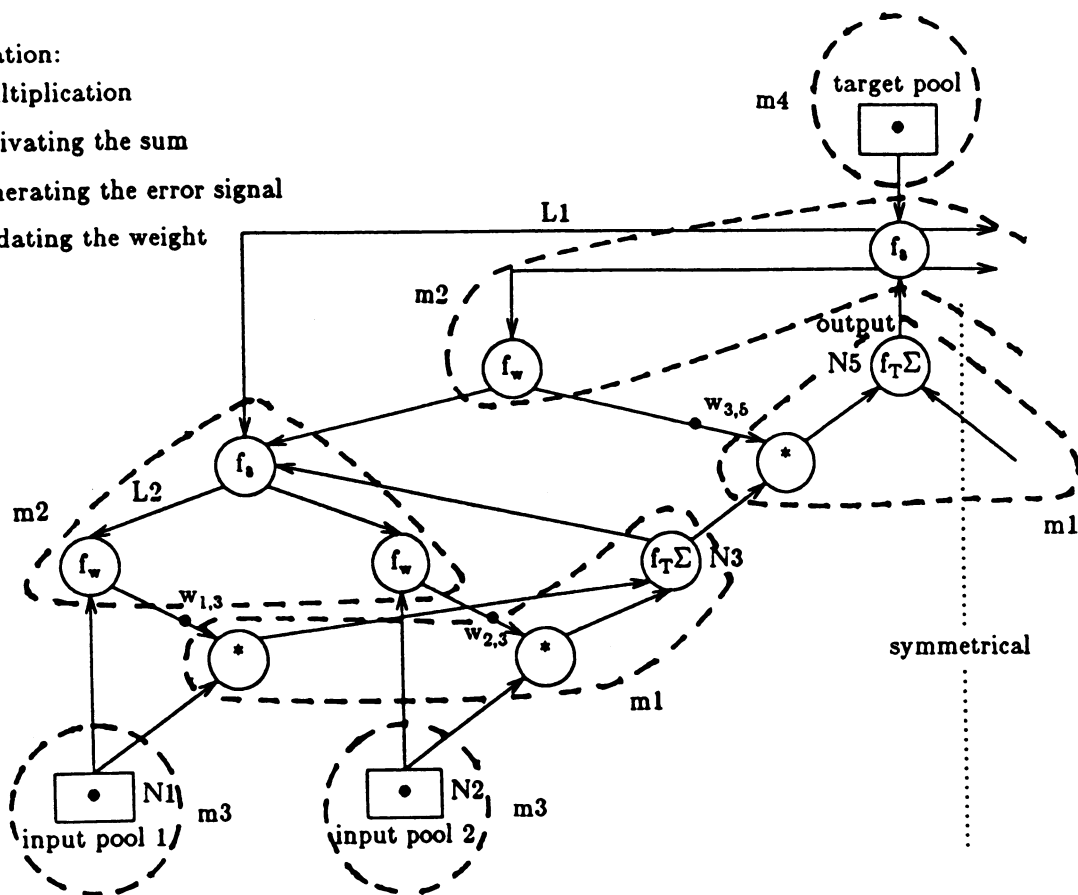 ation:
ltiplication
ivating the sum
nerating the error signal
dating the weight
target pool
m4
L1
fs
m2
output
fw
N5
fTΣ
w3,5
*
fs
L2
m2
m1
fw
fw
fTΣ
N3
w1,3
w2,3
*
*
symmetrical
m1
N1
N2
m3
m3
input pool 1
input pool 2